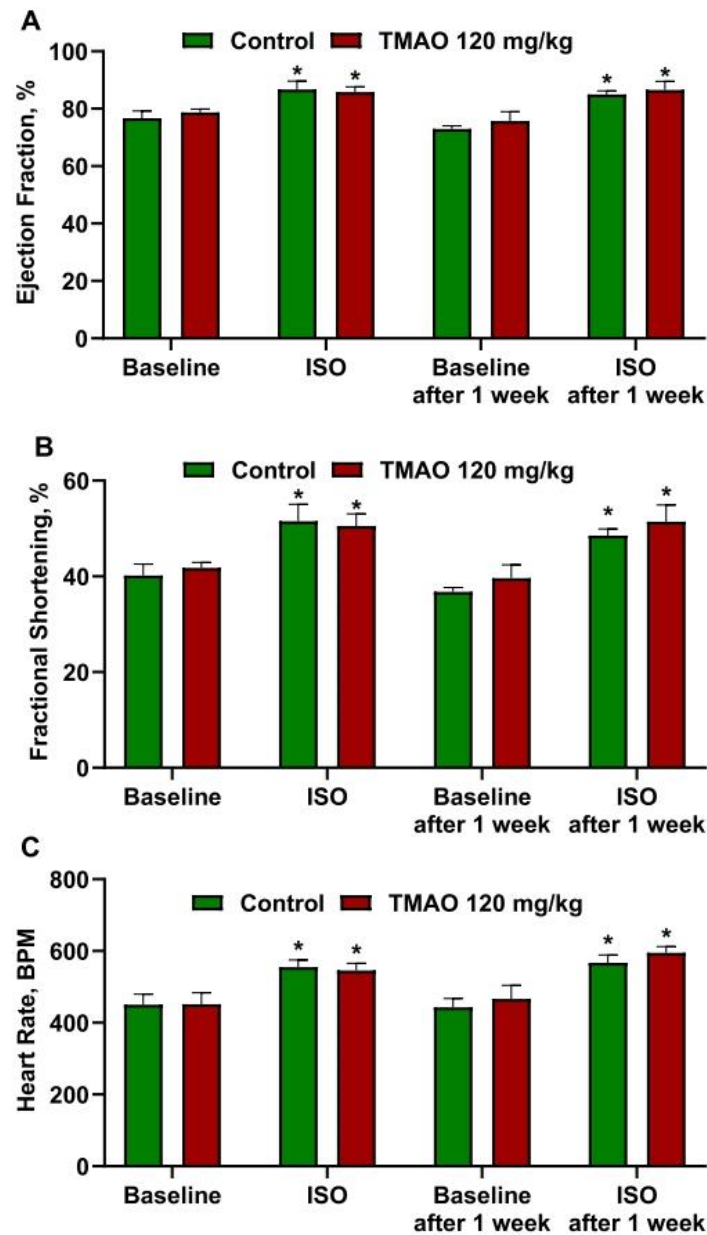 A
Control TMAO 120 mg/kg
Ejection Fraction, %
100
80
60
40
20
0
* * * *
Baseline ISO Baseline ISO
after 1 week after 1 week
B
Control TMAO 120 mg/kg
Fractional Shortening, %
60
40
20
0
* * * *
Baseline ISO Baseline ISO
after 1 week after 1 week
C
Control TMAO 120 mg/kg
Heart Rate, BPM
800
600
400
200
0
* * * *
Baseline ISO Baseline ISO
after 1 week after 1 week